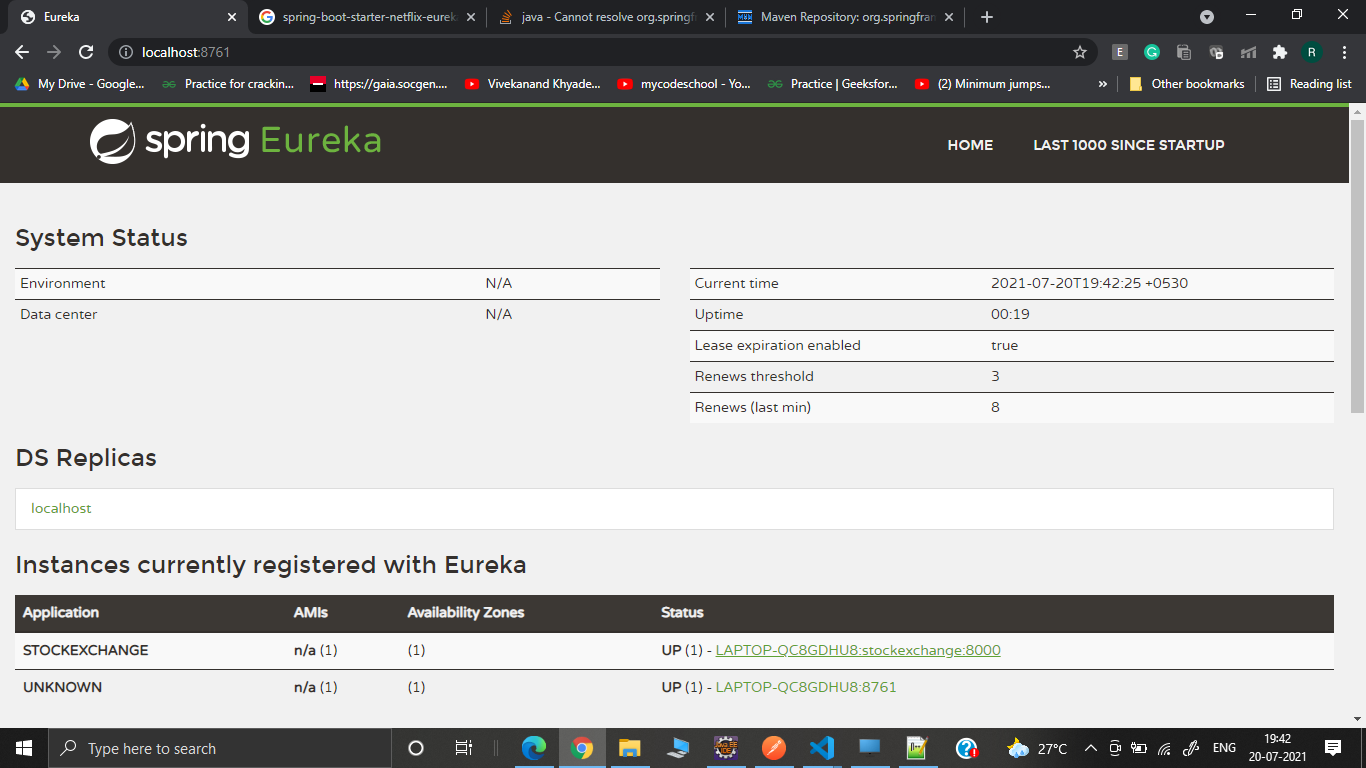 Eureka
spring-boot-starter-netflix-eurek
java - Cannot resolve org.springf
Maven Repository: org.springfran
localhost:8761
E
R
My Drive - Google...
Practice for crackin...
https://gaia.socgen....
Vivekanand Khyade...
mycodeschool - Yo...
Practice | Geeksfor...
(2) Minimum jumps...
»
Other bookmarks
Reading list
spring Eureka
HOME
LAST 1000 SINCE STARTUP
System Status
Environment N/A
Data center N/A
Current time 2021-07-20T19:42:25 +0530
Uptime 00:19
Lease expiration enabled true
Renews threshold 3
Renews (last min) 8
DS Replicas
localhost
Instances currently registered with Eureka
Application AMIs Availability Zones Status
STOCKEXCHANGE n/a (1) (1) UP (1) - LAPTOP-QC8GDHU8:stockexchange:8000
UNKNOWN n/a (1) (1) UP (1) - LAPTOP-QC8GDHU8:8761
Type here to search
27°C
ENG
19:42
20-07-2021